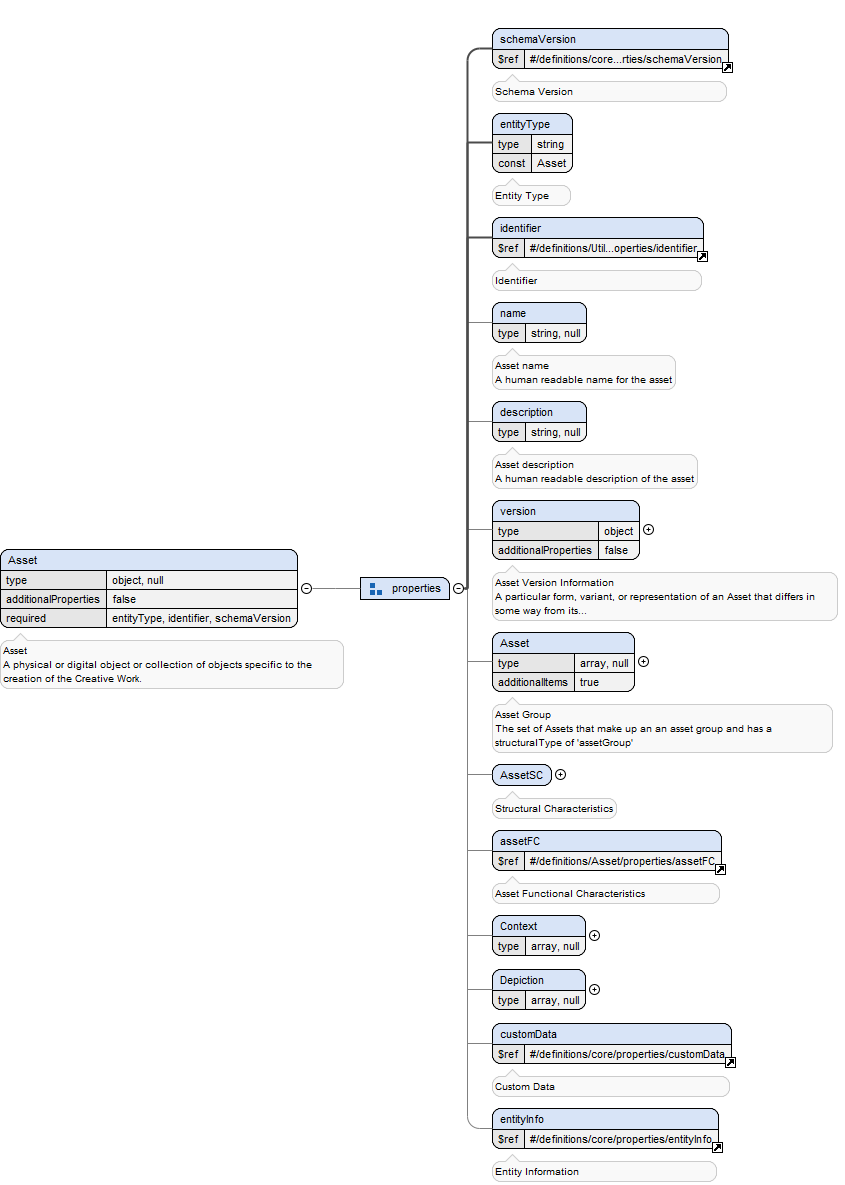 Asset
type object, null
additionalProperties false
required entityType, identifier, schemaVersion
Asset
A physical or digital object or collection of objects specific to the
creation of the Creative Work.
properties
schemaVersion
$ref #/definitions/core...rties/schemaVersion
Schema Version
entityType
type string
const Asset
Entity Type
identifier
$ref #/definitions/Util...operties/identifier
Identifier
name
type string, null
Asset name
A human readable name for the asset
description
type string, null
Asset description
A human readable description of the asset
version
type object
additionalProperties false
Asset Version Information
A particular form, variant, or representation of an Asset that differs in
some way from its...
Asset
type array, null
additionalItems true
Asset Group
The set of Assets that make up an an asset group and has a
structuralType of 'assetGroup'
AssetSC
Structural Characteristics
assetFC
$ref #/definitions/Asset/properties/assetFC
Asset Functional Characteristics
Context
type array, null
Depiction
type array, null
customData
$ref #/definitions/core/properties/customData
Custom Data
entityInfo
$ref #/definitions/core/properties/entityInfo
Entity Information